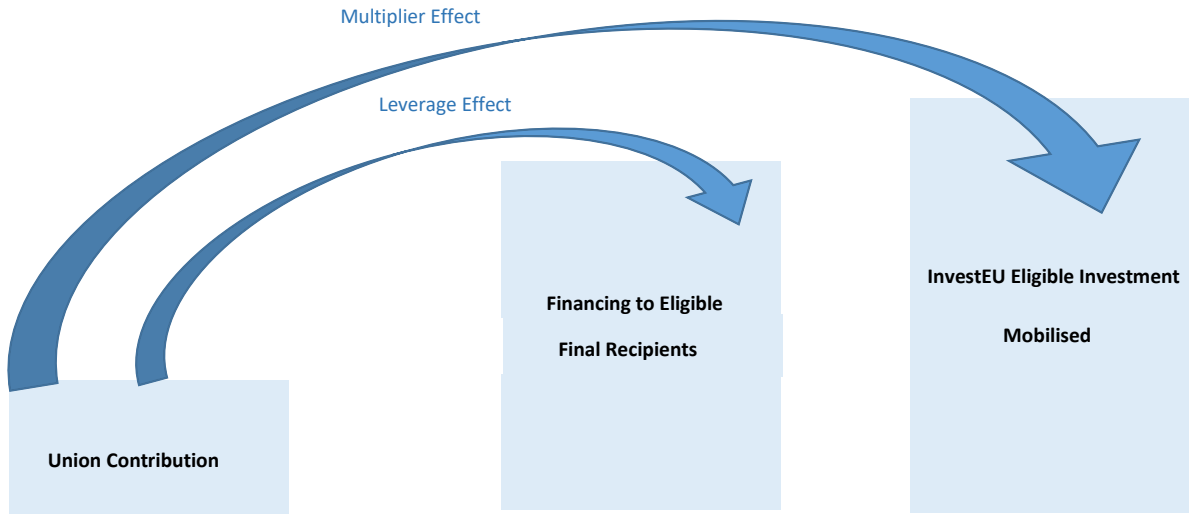 Multiplier Effect
Leverage Effect
InvestEU Eligible Investment
Mobilised
Financing to Eligible
Final Recipients
Union Contribution